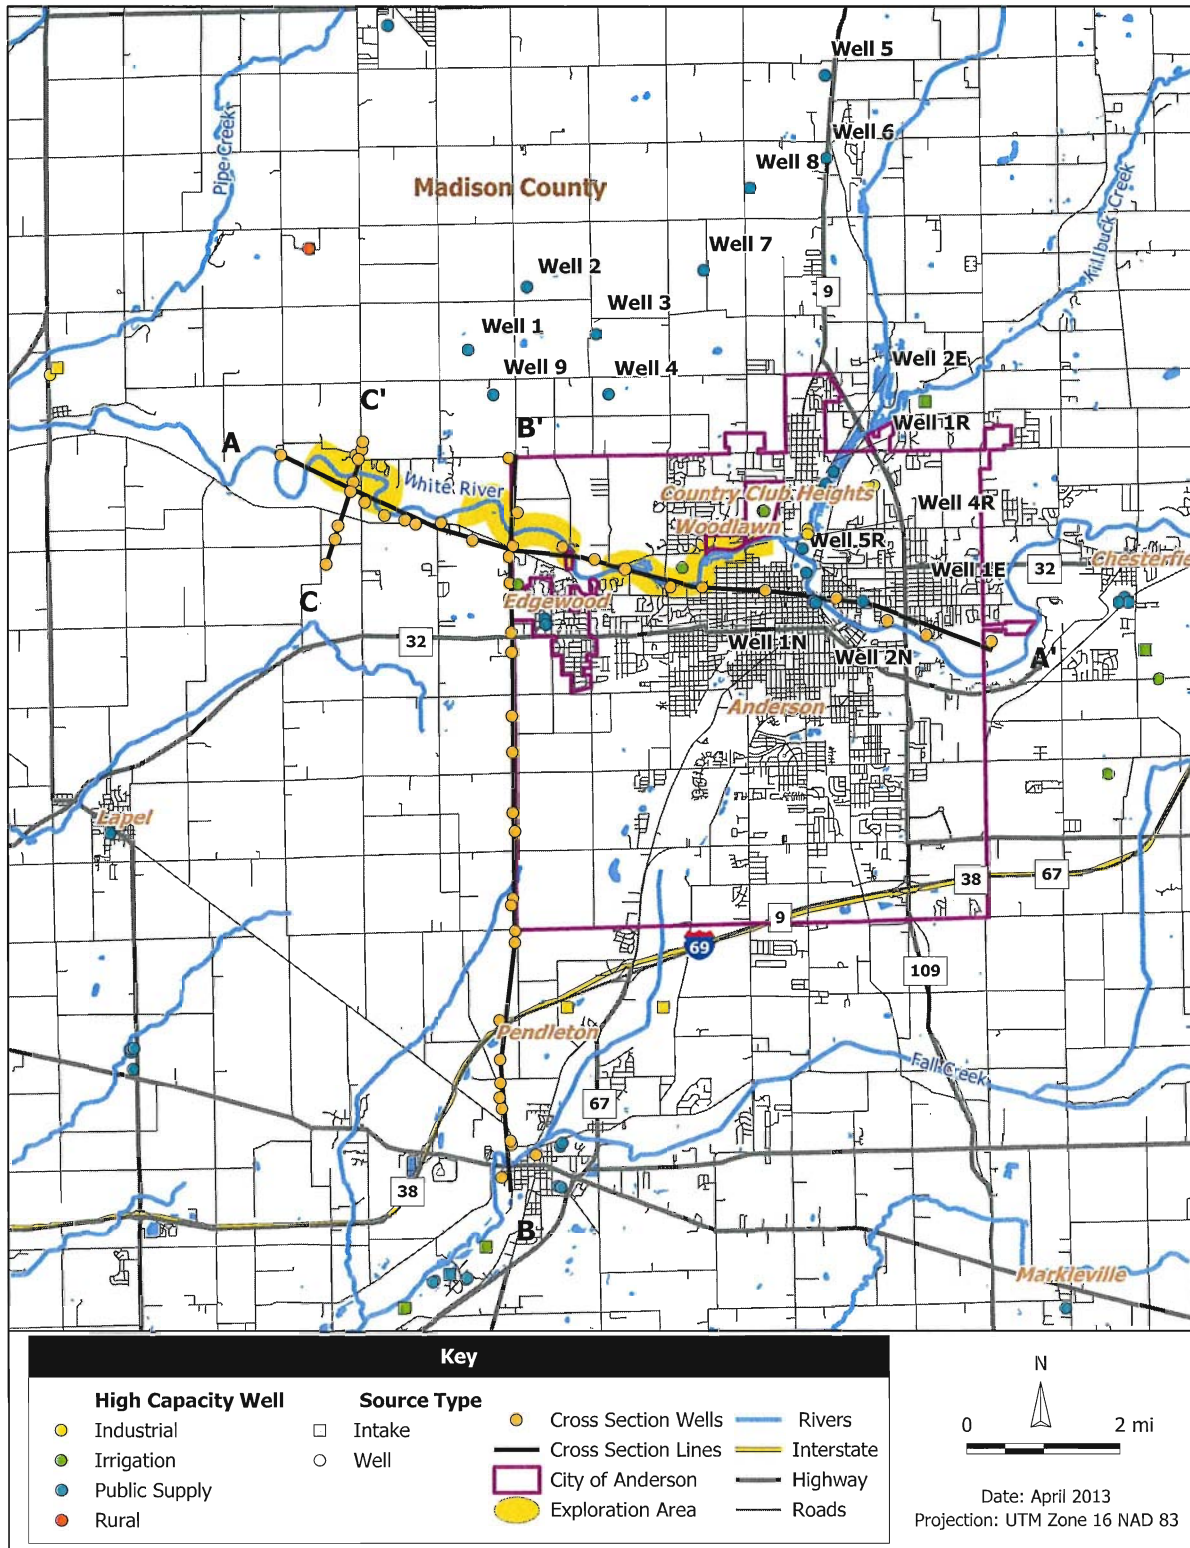 Well 5
Well 6
Well 8
Pipe Creek
Madison County
Killbuck Creek
Well 7
Well 2
9
Well 3
Well 1
Well 2E
Well 9
Well 4
C'
A
B'
Well 1R
White River
Country Club Heights
Well 4R
Woodlawn
Well 5R
Chesterfie
Well 1E
32
C
Edgewood
32
Well 1N
Well 2N
A'
Anderson
Lapel
38
67
9
69
109
Pendleton
Fall Creek
67
38
B
Markleville
Key
High Capacity Well
Industrial
Irrigation
Public Supply
Rural
Source Type
Intake
Well
Cross Section Wells
Cross Section Lines
City of Anderson
Exploration Area
Rivers
Interstate
Highway
Roads
N
0 2 mi
Date: April 2013
Projection: UTM Zone 16 NAD 83